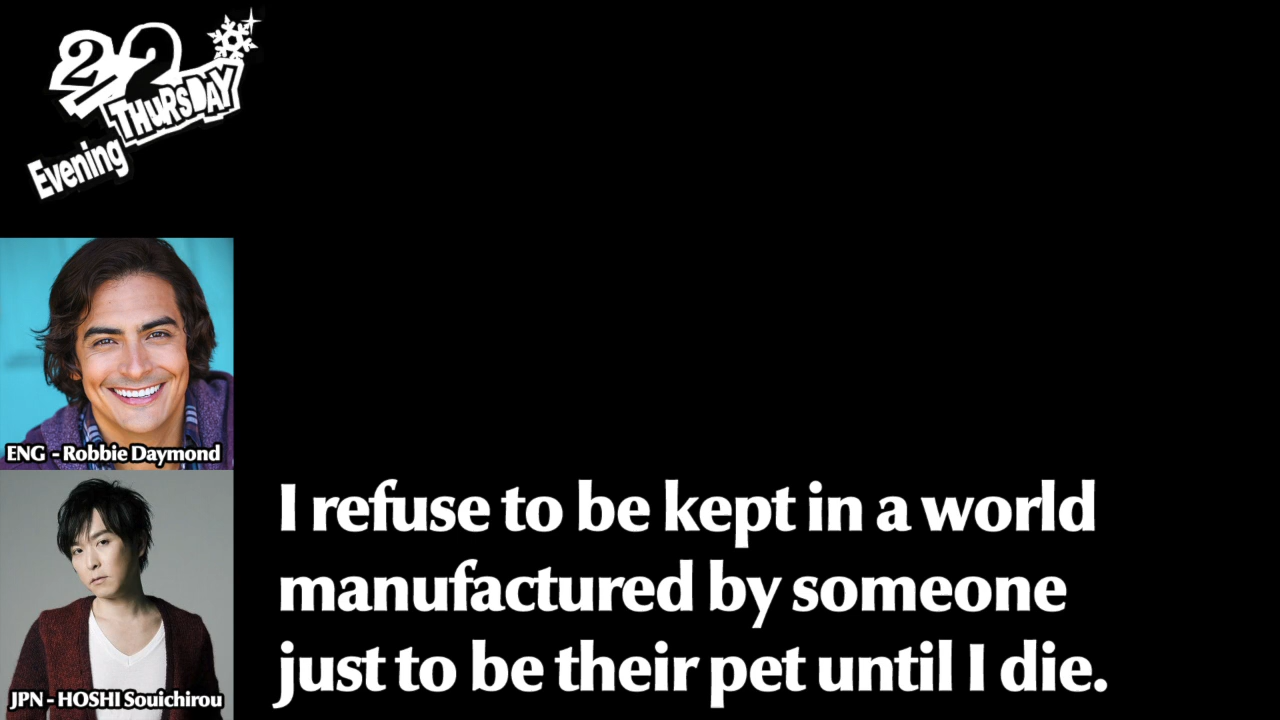 2/2
THURSDAY
Evening
ENG - Robbie Daymond
JPN - HOSHI Souichirou
I refuse to be kept in a world
manufactured by someone
just to be their pet until I die.